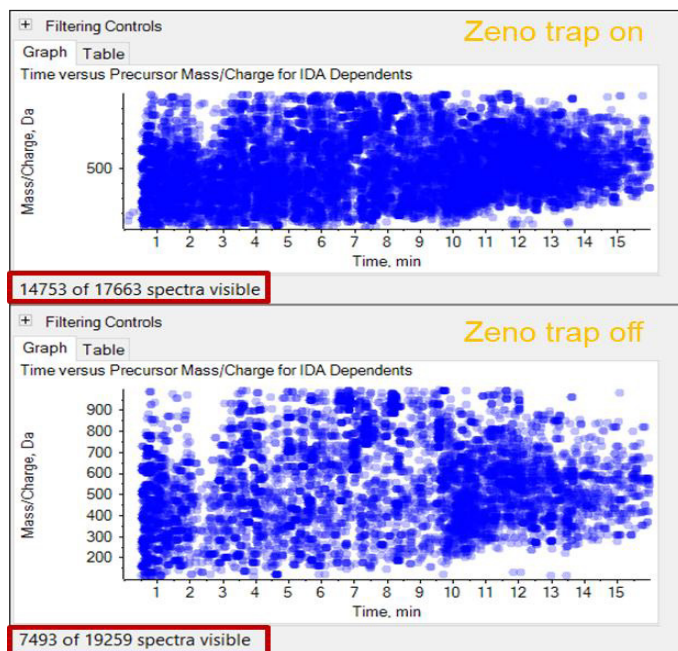 Filtering Controls
Zeno trap on
Graph Table
Time versus Precursor Mass/Charge for IDA Dependents
Mass/Charge, Da
500
1 2 3 4 5 6 7 8 9 10 11 12 13 14 15
Time, min
14753 of 17663 spectra visible
Filtering Controls
Zeno trap off
Graph Table
Time versus Precursor Mass/Charge for IDA Dependents
Mass/Charge, Da
900
800
700
600
500
400
300
200
1 2 3 4 5 6 7 8 9 10 11 12 13 14 15
Time, min
7493 of 19259 spectra visible